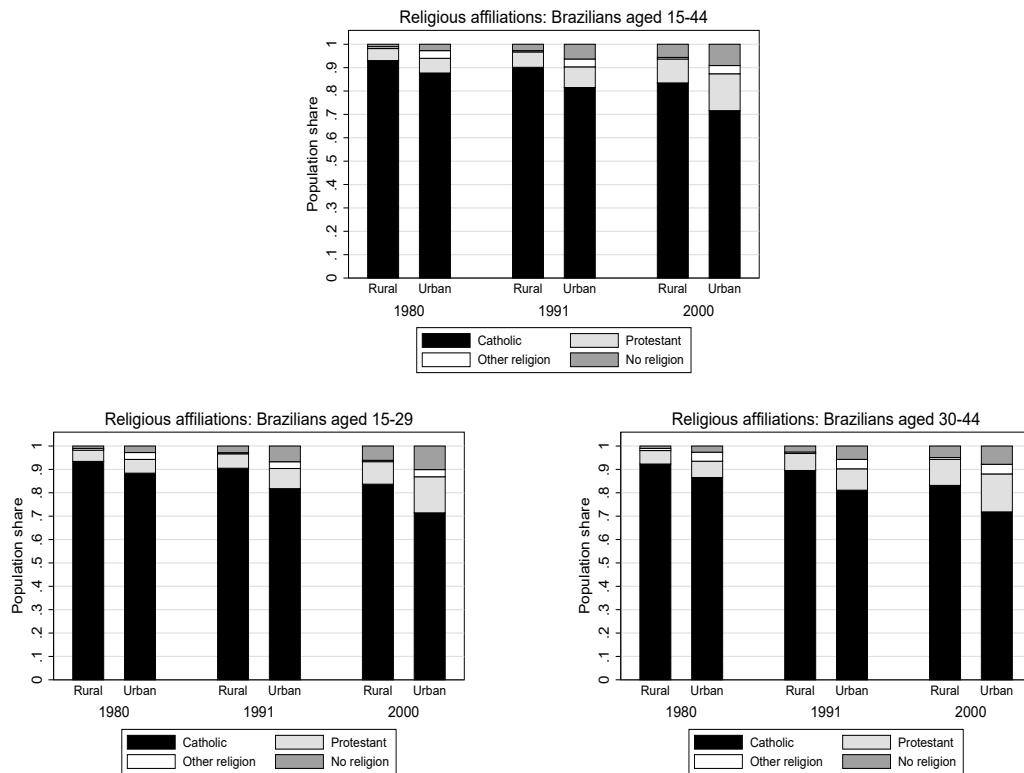 Religious affiliations: Brazilians aged 15-44
Population share
1
.9
.8
.7
.6
.5
.4
.3
.2
.1
0
Rural Urban Rural Urban Rural Urban
1980 1991 2000
Catholic Protestant
Other religion No religion
Religious affiliations: Brazilians aged 15-29
Population share
1
.9
.8
.7
.6
.5
.4
.3
.2
.1
0
Rural Urban Rural Urban Rural Urban
1980 1991 2000
Catholic Protestant
Other religion No religion
Religious affiliations: Brazilians aged 30-44
Population share
1
.9
.8
.7
.6
.5
.4
.3
.2
.1
0
Rural Urban Rural Urban Rural Urban
1980 1991 2000
Catholic Protestant
Other religion No religion